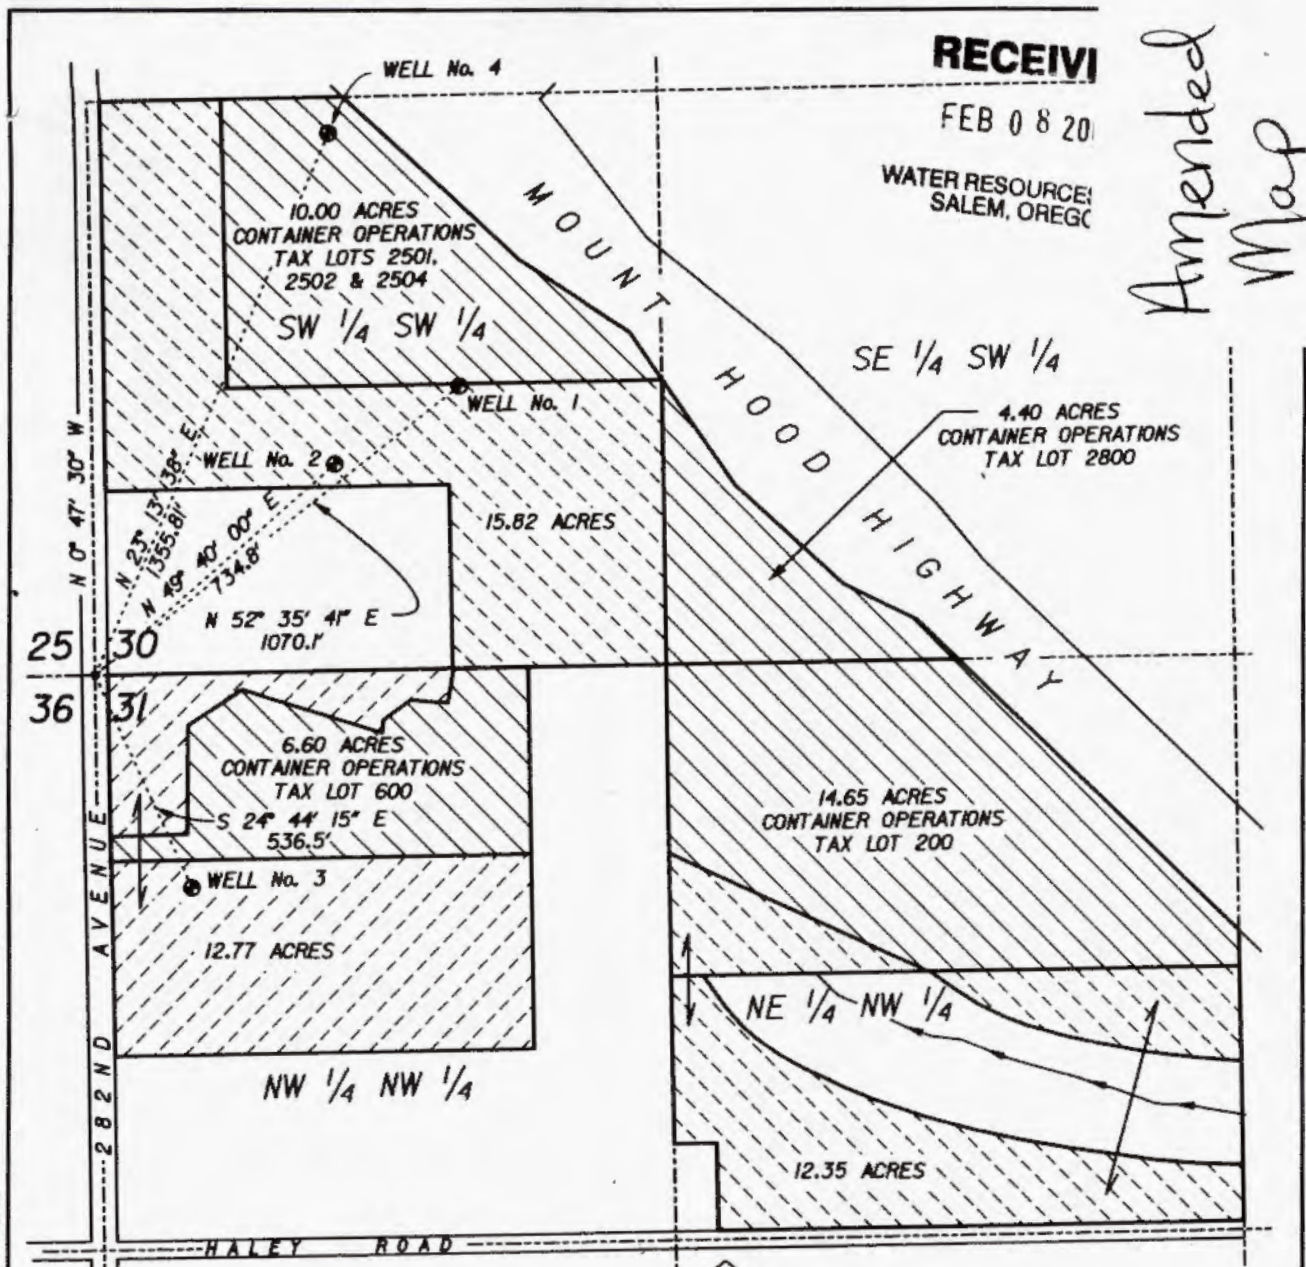 RECEIVI
FEB 08 20
WATER RESOURCES
SALEM, OREGO
Amended
Map
WELL No. 4
10.00 ACRES
CONTAINER OPERATIONS
TAX LOTS 2501,
2502 & 2504
SW 1/4 SW 1/4
MOUNT HOOD HIGHWAY
SE 1/4 SW 1/4
4.40 ACRES
CONTAINER OPERATIONS
TAX LOT 2800
WELL No. 1
WELL No. 2
N 0° 47' 30" W
N 23° 13' 38" E
1355.81'
N 49° 40' 00" E
734.8'
N 52° 35' 41" E
1070.1'
15.82 ACRES
25 30
36 31
6.60 ACRES
CONTAINER OPERATIONS
TAX LOT 600
S 24° 44' 15" E
536.5'
WELL No. 3
12.77 ACRES
14.65 ACRES
CONTAINER OPERATIONS
TAX LOT 200
NE 1/4 NW 1/4
NW 1/4 NW 1/4
12.35 ACRES
282ND AVENUE
HALEY ROAD